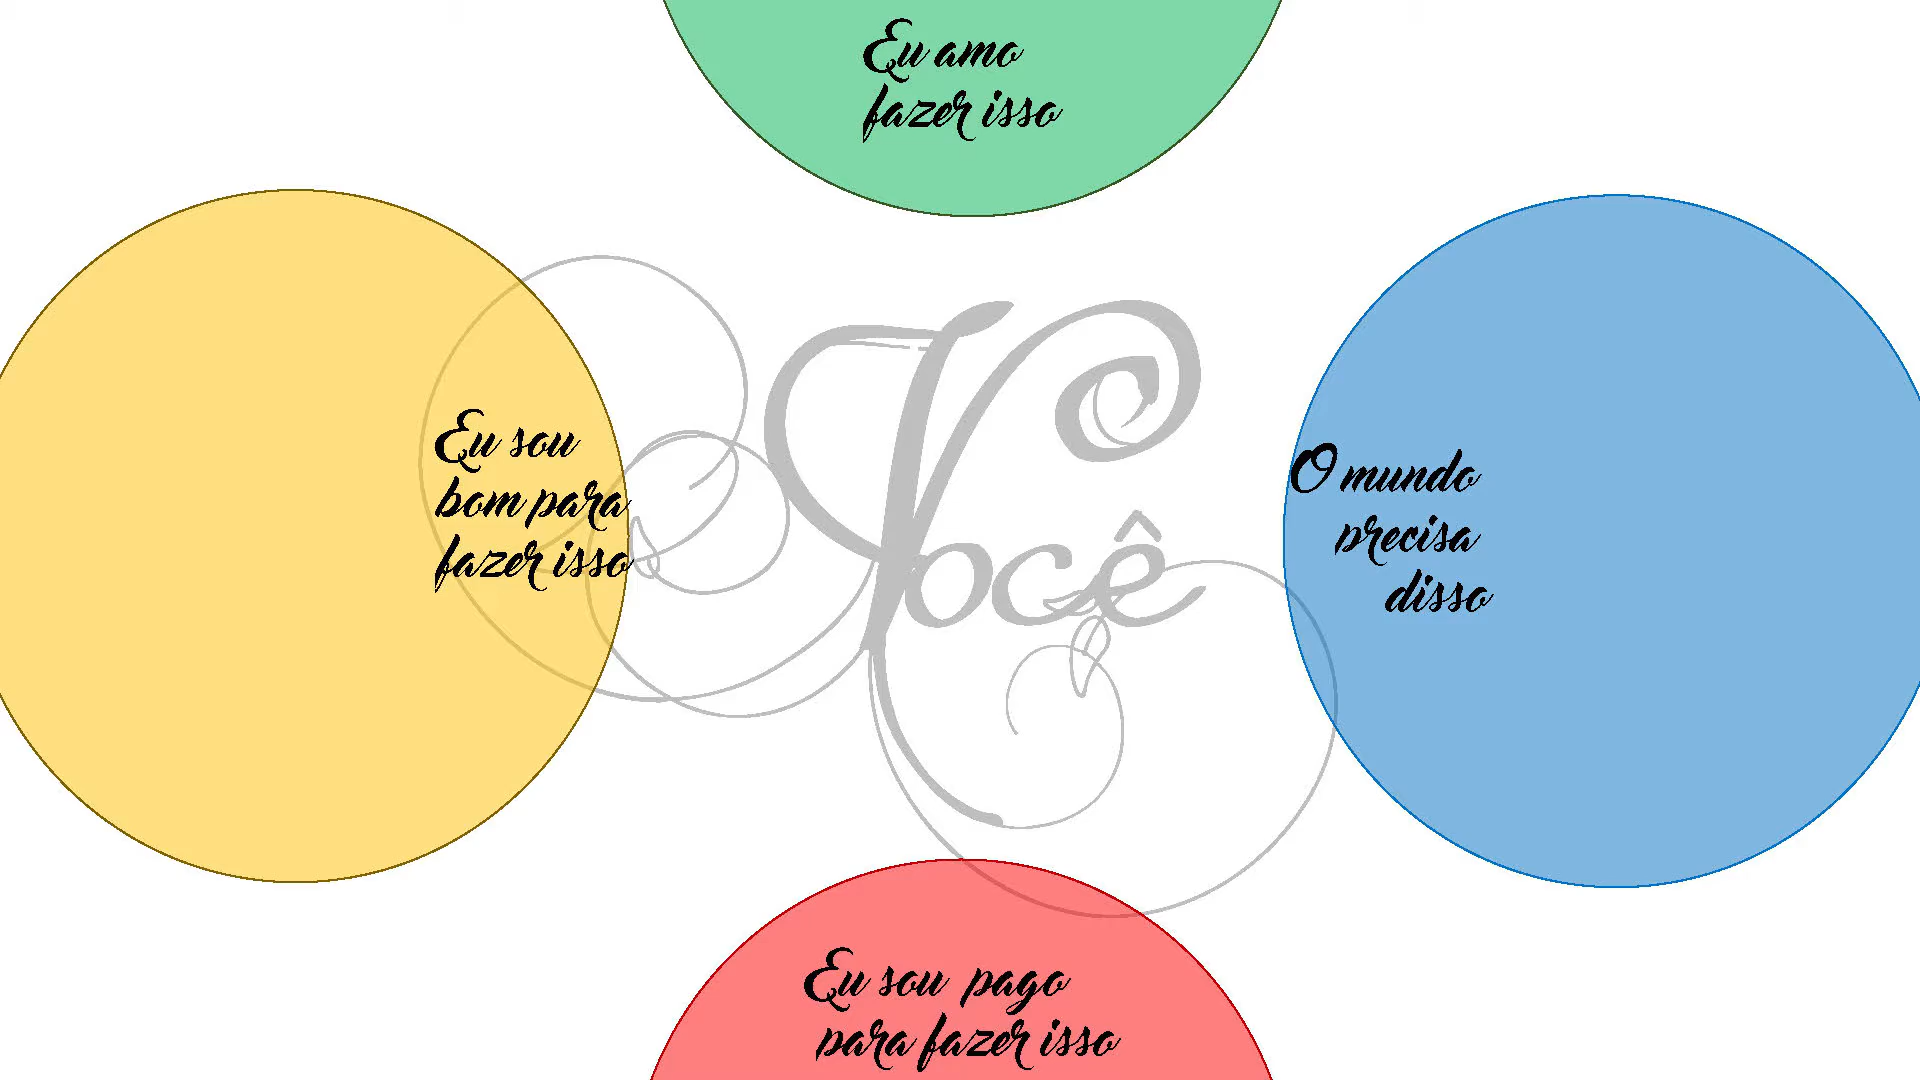 Eu amo
fazer isso
Eu sou
bom para
fazer isso
Você
O mundo
precisa
disso
Eu sou pago
para fazer isso